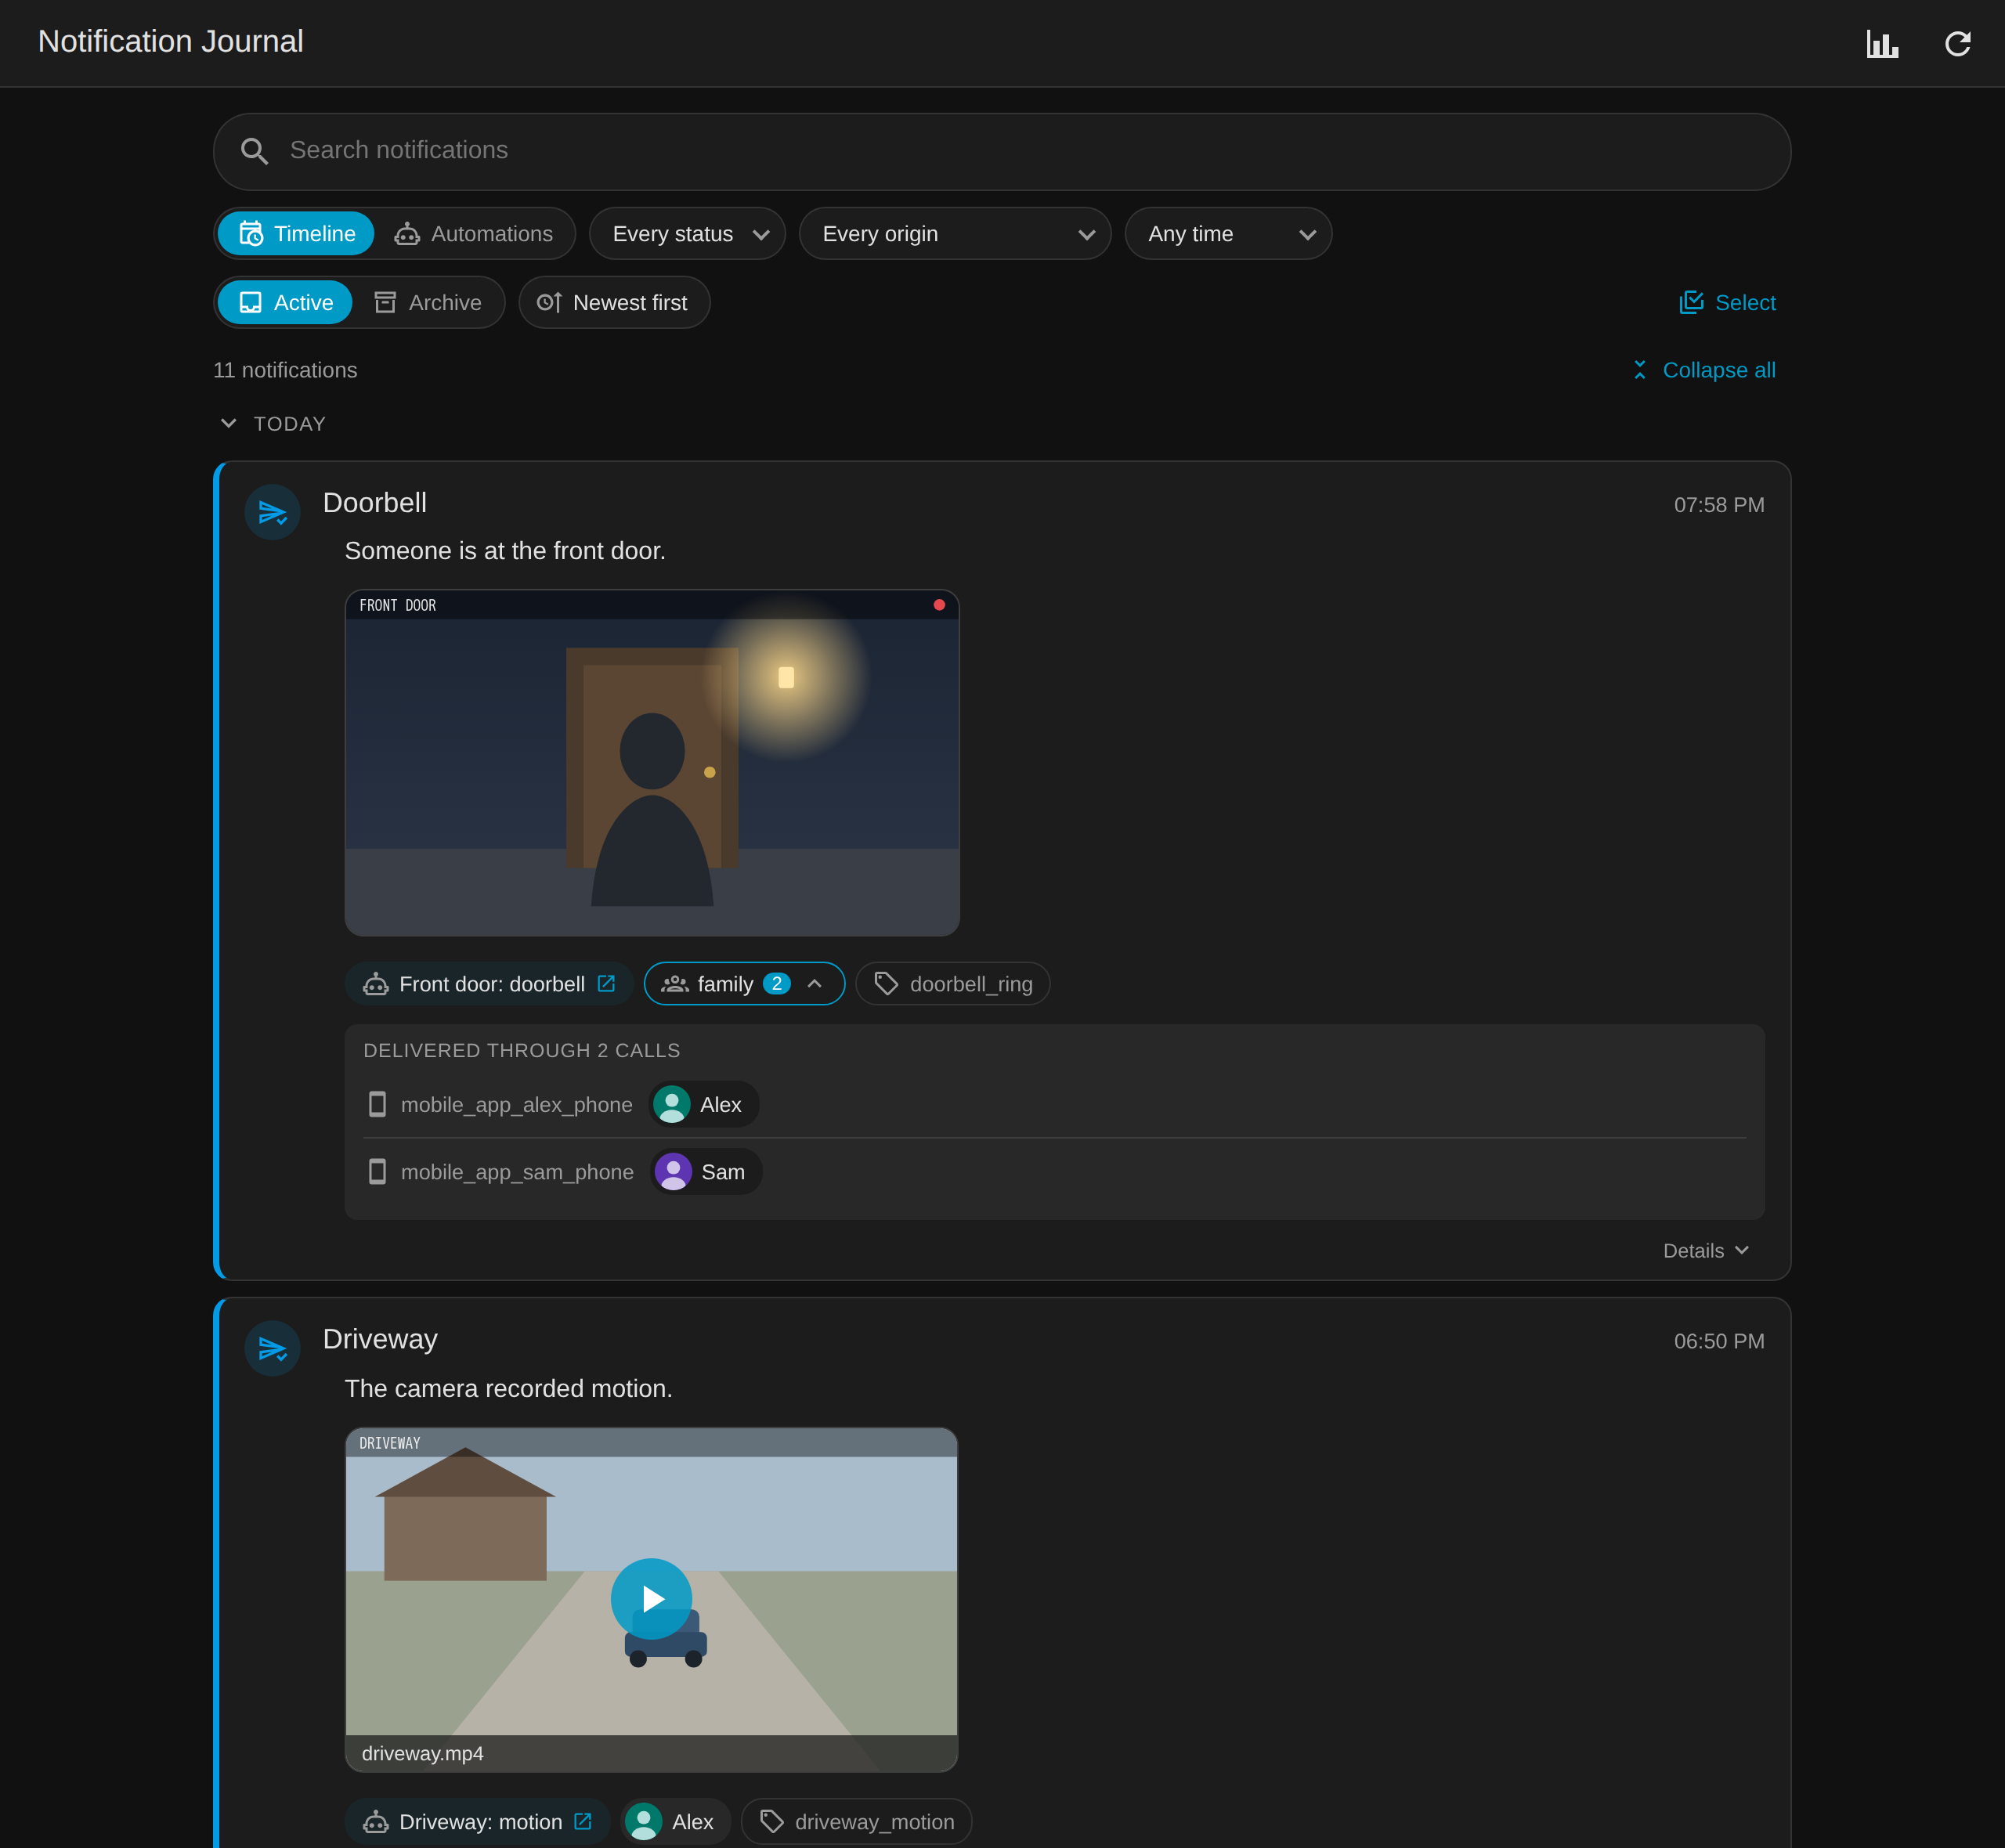 Notification Journal
Search notifications
Timeline Automations Every status Every origin Any time
Active Archive Newest first Select
11 notifications Collapse all
TODAY
Doorbell 07:58 PM
Someone is at the front door.
FRONT DOOR
Front door: doorbell family 2 doorbell_ring
DELIVERED THROUGH 2 CALLS
mobile_app_alex_phone Alex
mobile_app_sam_phone Sam
Details
Driveway 06:50 PM
The camera recorded motion.
DRIVEWAY
driveway.mp4
Driveway: motion Alex driveway_motion